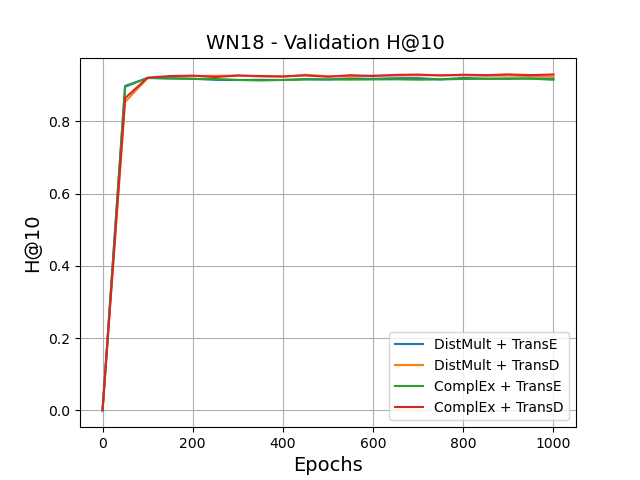 WN18 - Validation H@10
H@10
0.8
0.6
0.4
0.2
0.0
0 200 400 600 800 1000
Epochs
DistMult + TransE
DistMult + TransD
ComplEx + TransE
ComplEx + TransD